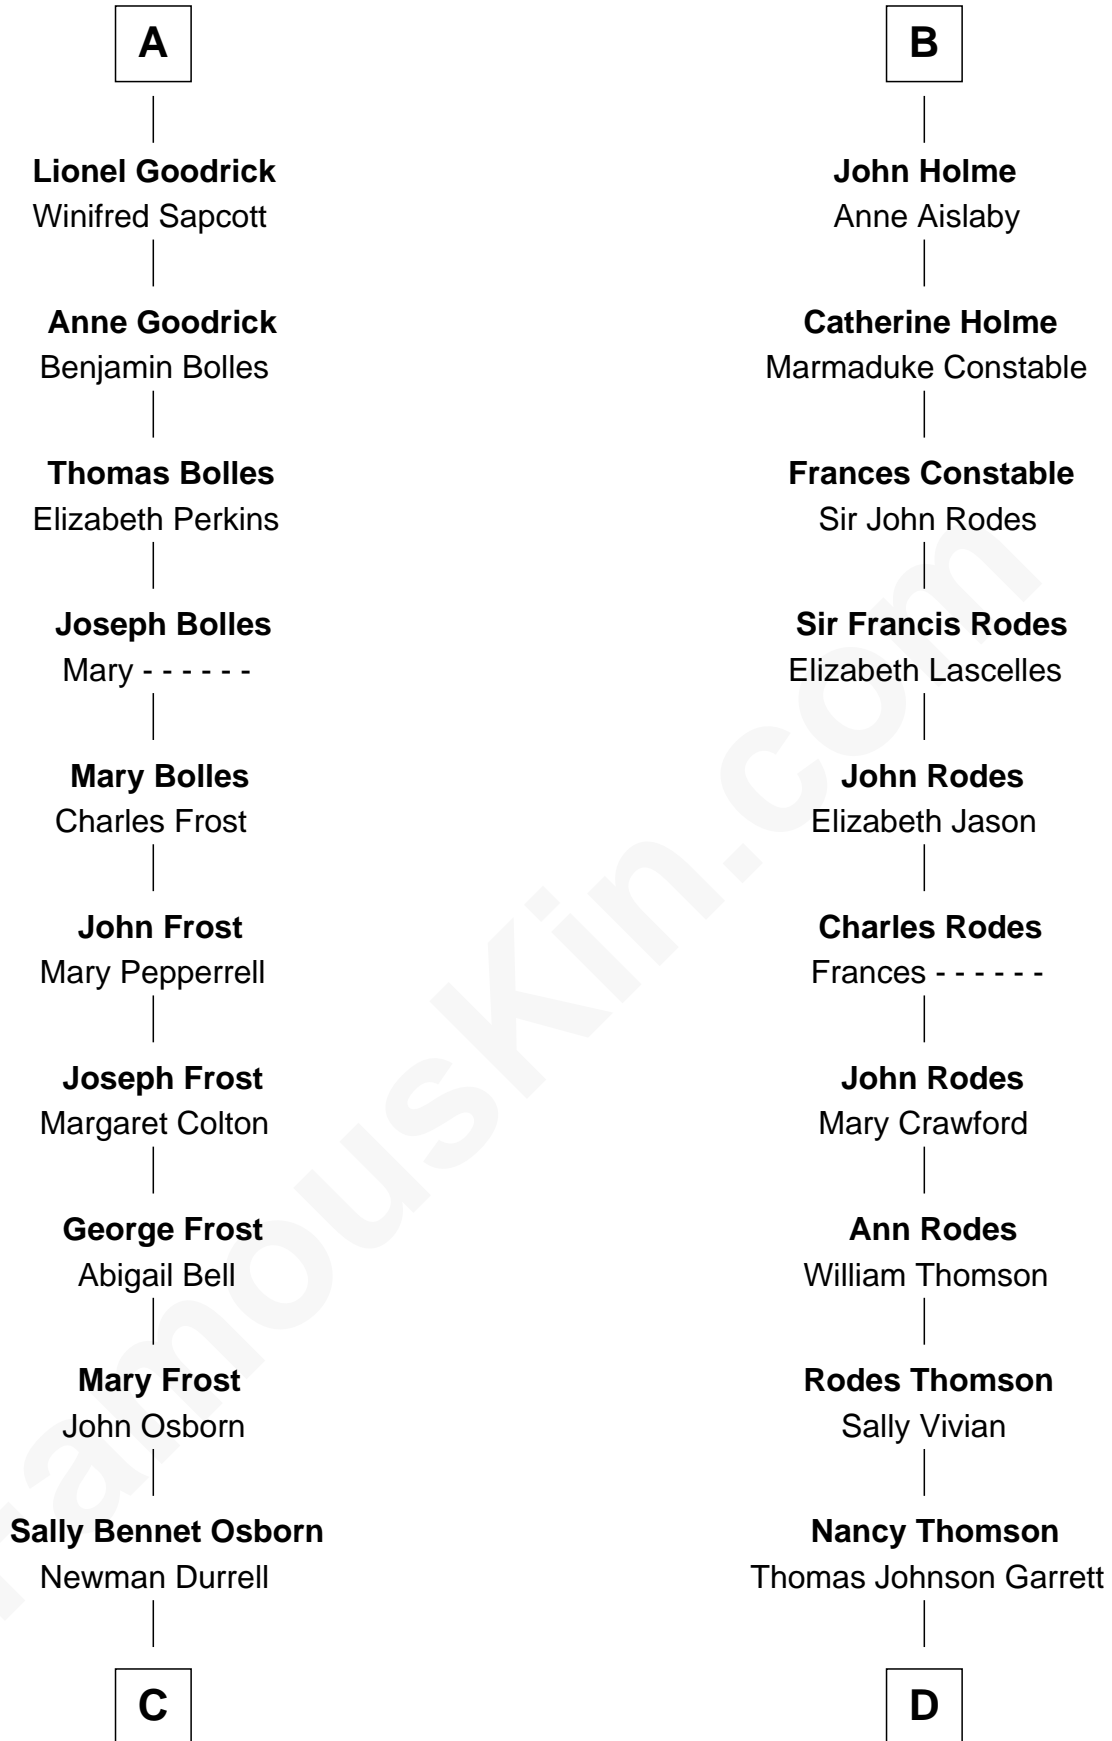 A
Lionel Goodrick
Winifred Sapcott
Anne Goodrick
Benjamin Bolles
Thomas Bolles
Elizabeth Perkins
Joseph Bolles
Mary - - - - - -
Mary Bolles
Charles Frost
John Frost
Mary Pepperrell
Joseph Frost
Margaret Colton
George Frost
Abigail Bell
Mary Frost
John Osborn
Sally Bennet Osborn
Newman Durrell
C
B
John Holme
Anne Aislaby
Catherine Holme
Marmaduke Constable
Frances Constable
Sir John Rodes
Sir Francis Rodes
Elizabeth Lascelles
John Rodes
Elizabeth Jason
Charles Rodes
Frances - - - - - -
John Rodes
Mary Crawford
Ann Rodes
William Thomson
Rodes Thomson
Sally Vivian
Nancy Thomson
Thomas Johnson Garrett
D
FamousKin.com